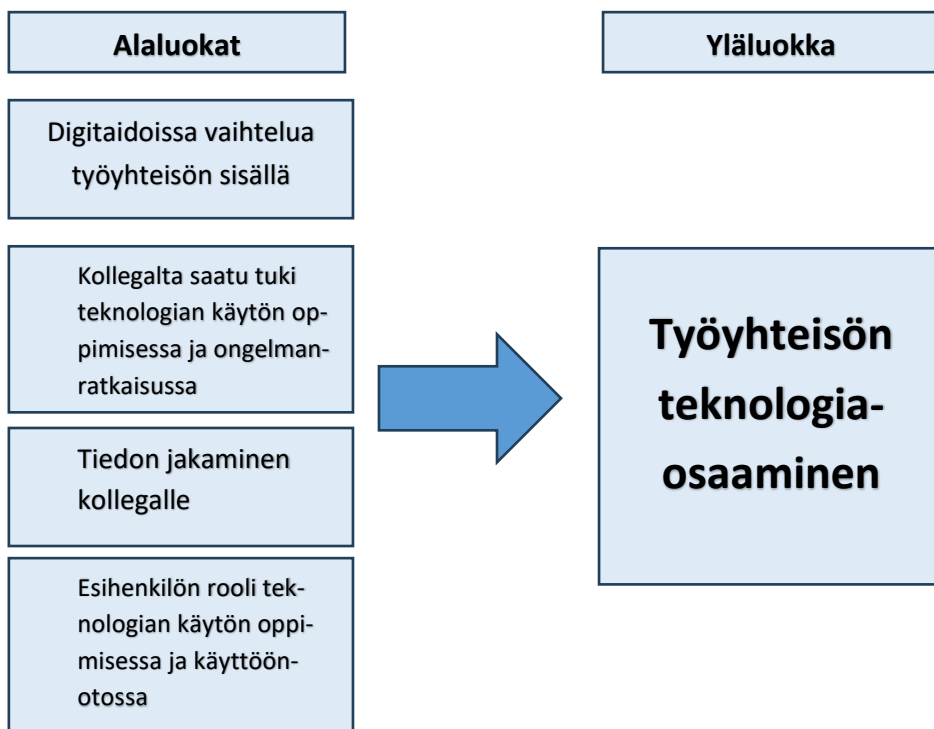 Alaluokat
Yläluokka
Digitaidoissa vaihtelua
työyhteisön sisällä
Kollegalta saatu tuki
teknologian käytön op-
pimisessa ja ongelman-
ratkaisussa
Tiedon jakaminen
kollegalle
Esihenkilön rooli tek-
nologian käytön oppi-
misessa ja käyttöön-
otossa
Työyhteisön
teknologia-
osaaminen